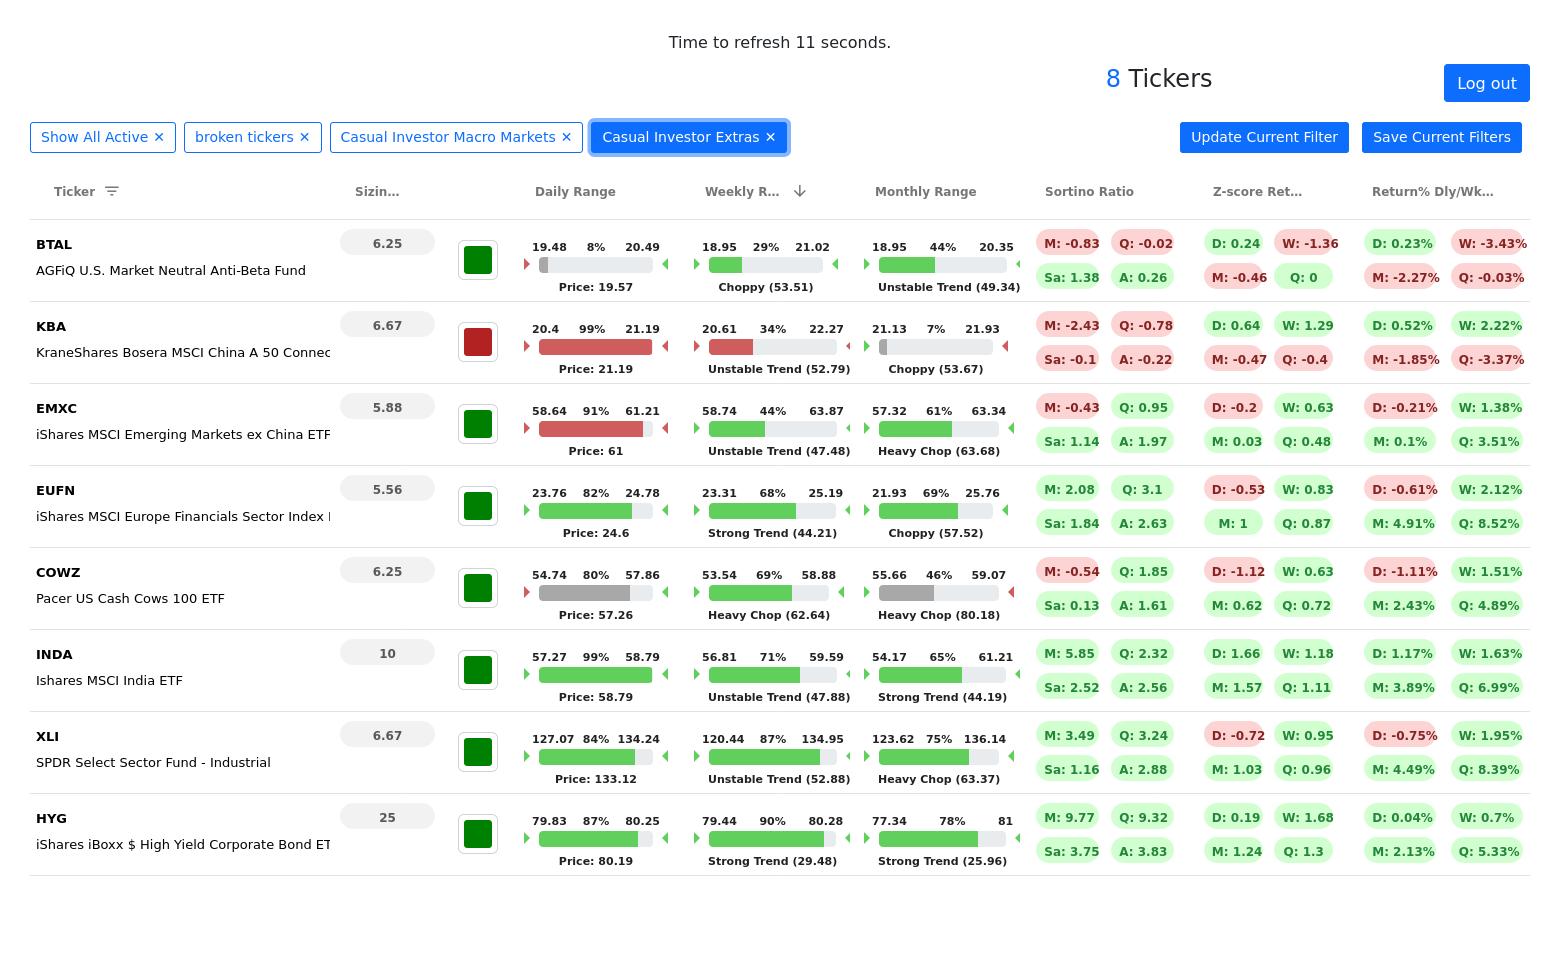 Time to refresh 11 seconds.
8 Tickers
Log out
Show All Active ✕ broken tickers ✕ Casual Investor Macro Markets ✕ Casual Investor Extras ✕ Update Current Filter Save Current Filters
Ticker Sizin… Daily Range Weekly R… Monthly Range Sortino Ratio Z-score Ret… Return% Dly/Wk…
BTAL 6.25 19.48 8% 20.49 18.95 29% 21.02 18.95 44% 20.35 M: -0.83 Q: -0.02 D: 0.24 W: -1.36 D: 0.23% W: -3.43%
AGFiQ U.S. Market Neutral Anti-Beta Fund Price: 19.57 Choppy (53.51) Unstable Trend (49.34) Sa: 1.38 A: 0.26 M: -0.46 Q: 0 M: -2.27% Q: -0.03%
KBA 6.67 20.4 99% 21.19 20.61 34% 22.27 21.13 7% 21.93 M: -2.43 Q: -0.78 D: 0.64 W: 1.29 D: 0.52% W: 2.22%
KraneShares Bosera MSCI China A 50 Connec Price: 21.19 Unstable Trend (52.79) Choppy (53.67) Sa: -0.1 A: -0.22 M: -0.47 Q: -0.4 M: -1.85% Q: -3.37%
EMXC 5.88 58.64 91% 61.21 58.74 44% 63.87 57.32 61% 63.34 M: -0.43 Q: 0.95 D: -0.2 W: 0.63 D: -0.21% W: 1.38%
iShares MSCI Emerging Markets ex China ETF Price: 61 Unstable Trend (47.48) Heavy Chop (63.68) Sa: 1.14 A: 1.97 M: 0.03 Q: 0.48 M: 0.1% Q: 3.51%
EUFN 5.56 23.76 82% 24.78 23.31 68% 25.19 21.93 69% 25.76 M: 2.08 Q: 3.1 D: -0.53 W: 0.83 D: -0.61% W: 2.12%
iShares MSCI Europe Financials Sector Index Price: 24.6 Strong Trend (44.21) Choppy (57.52) Sa: 1.84 A: 2.63 M: 1 Q: 0.87 M: 4.91% Q: 8.52%
COWZ 6.25 54.74 80% 57.86 53.54 69% 58.88 55.66 46% 59.07 M: -0.54 Q: 1.85 D: -1.12 W: 0.63 D: -1.11% W: 1.51%
Pacer US Cash Cows 100 ETF Price: 57.26 Heavy Chop (62.64) Heavy Chop (80.18) Sa: 0.13 A: 1.61 M: 0.62 Q: 0.72 M: 2.43% Q: 4.89%
INDA 10 57.27 99% 58.79 56.81 71% 59.59 54.17 65% 61.21 M: 5.85 Q: 2.32 D: 1.66 W: 1.18 D: 1.17% W: 1.63%
Ishares MSCI India ETF Price: 58.79 Unstable Trend (47.88) Strong Trend (44.19) Sa: 2.52 A: 2.56 M: 1.57 Q: 1.11 M: 3.89% Q: 6.99%
XLI 6.67 127.07 84% 134.24 120.44 87% 134.95 123.62 75% 136.14 M: 3.49 Q: 3.24 D: -0.72 W: 0.95 D: -0.75% W: 1.95%
SPDR Select Sector Fund - Industrial Price: 133.12 Unstable Trend (52.88) Heavy Chop (63.37) Sa: 1.16 A: 2.88 M: 1.03 Q: 0.96 M: 4.49% Q: 8.39%
HYG 25 79.83 87% 80.25 79.44 90% 80.28 77.34 78% 81 M: 9.77 Q: 9.32 D: 0.19 W: 1.68 D: 0.04% W: 0.7%
iShares iBoxx $ High Yield Corporate Bond ET Price: 80.19 Strong Trend (29.48) Strong Trend (25.96) Sa: 3.75 A: 3.83 M: 1.24 Q: 1.3 M: 2.13% Q: 5.33%